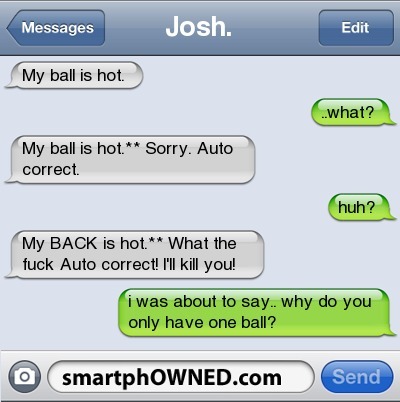 Messages
Josh.
Edit
My ball is hot.
..what?
My ball is hot.** Sorry. Auto
correct.
huh?
My BACK is hot.** What the
fuck Auto correct! I'll kill you!
i was about to say.. why do you
only have one ball?
smartphOWNED.com
Send